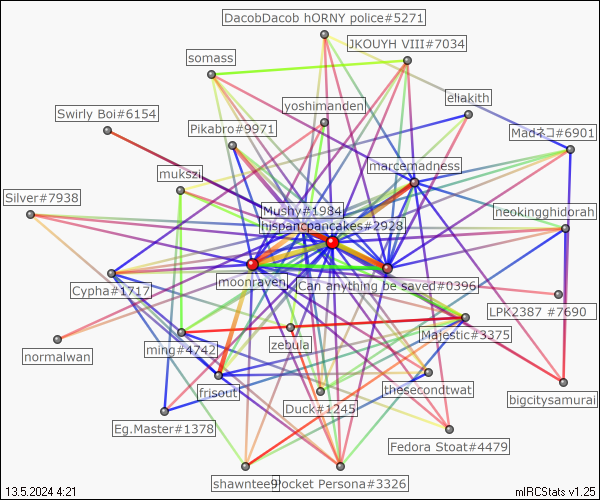 DacobDacob hORNY police#5271
JKOUYH VIII#7034
somass
eliakith
yoshimanden
Swirly Boi#6154
Pikabro#9971
Madネコ#6901
marcemadness
mukszi
Silver#7938
Mushy#1984
neokingghidorah
hispancpancakes#2928
moonraven
Can anything be saved#0396
Cypha#1717
LPK2387 #7690
Majestic#3375
zebula
ming#4742
normalwan
frisout
thesecondtwat
bigcitysamurai
Duck#1245
Eg.Master#1378
Fedora Stoat#4479
shawntee9
Pocket Persona#3326
13.5.2024 4:21
mIRCStats v1.25